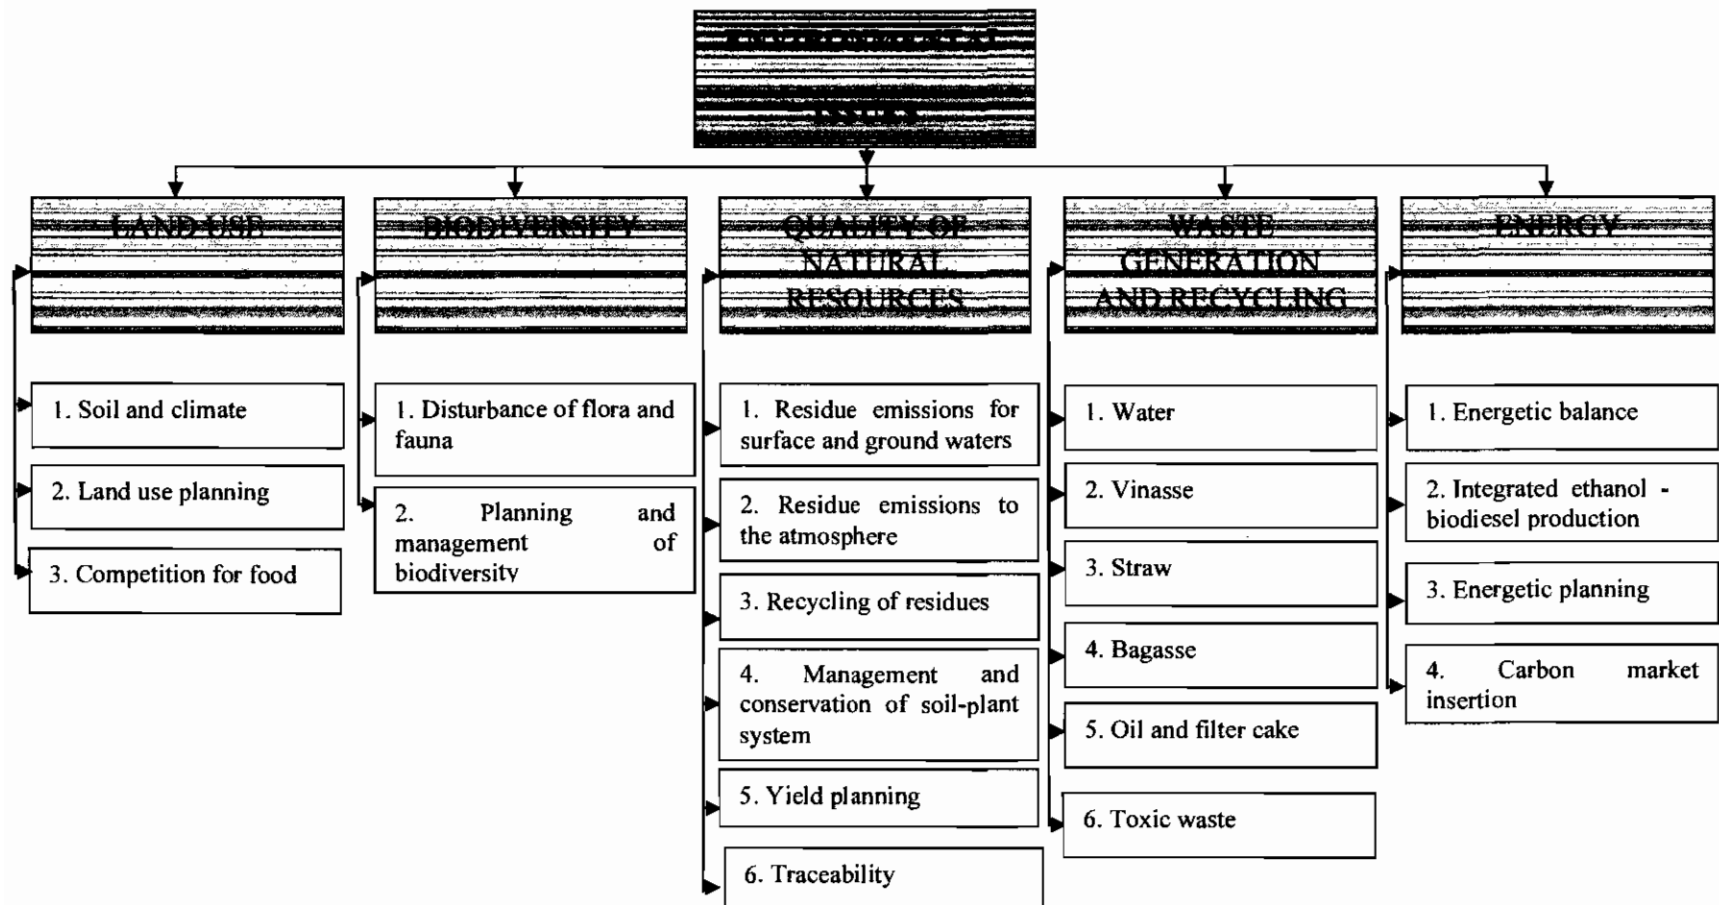 ENVIRONMENTAL
ISSUES
LAND USE
BIODIVERSITY
QUALITY OF
NATURAL
RESOURCES
WASTE
GENERATION
AND RECYCLING
ENERGY
1. Soil and climate
2. Land use planning
3. Competition for food
1. Disturbance of flora and
fauna
2. Planning and
management of
biodiversity
1. Residue emissions for
surface and ground waters
2. Residue emissions to
the atmosphere
3. Recycling of residues
4. Management and
conservation of soil-plant
system
5. Yield planning
6. Traceability
1. Water
2. Vinasse
3. Straw
4. Bagasse
5. Oil and filter cake
6. Toxic waste
1. Energetic balance
2. Integrated ethanol -
biodiesel production
3. Energetic planning
4. Carbon market
insertion